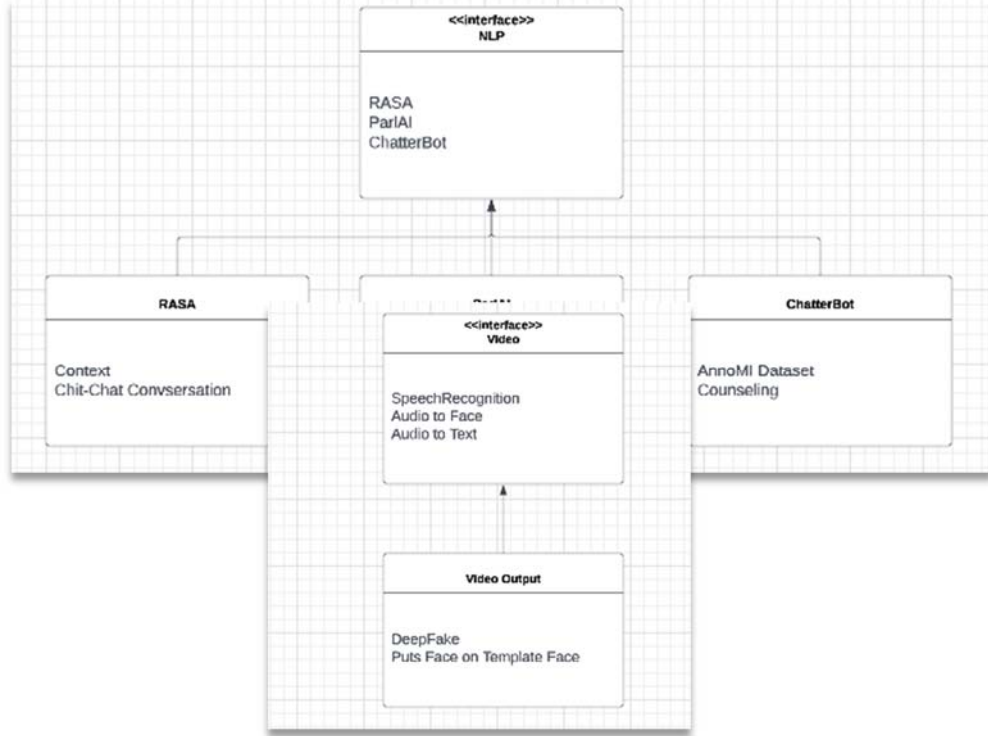 <<interface>>
NLP
RASA
ParlAI
ChatterBot
RASA
Context
Chit-Chat Convsersation
ChatterBot
AnnoMI Dataset
Counseling
<<interface>>
Video
SpeechRecognition
Audio to Face
Audio to Text
Video Output
DeepFake
Puts Face on Template Face